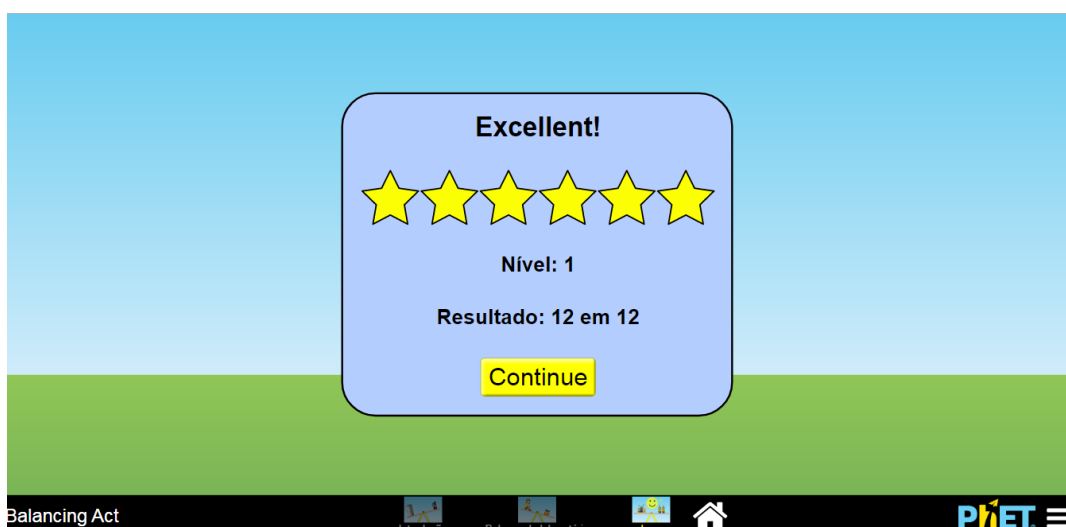 Excellent!
Nível: 1
Resultado: 12 em 12
Continue
Balancing Act
PhET